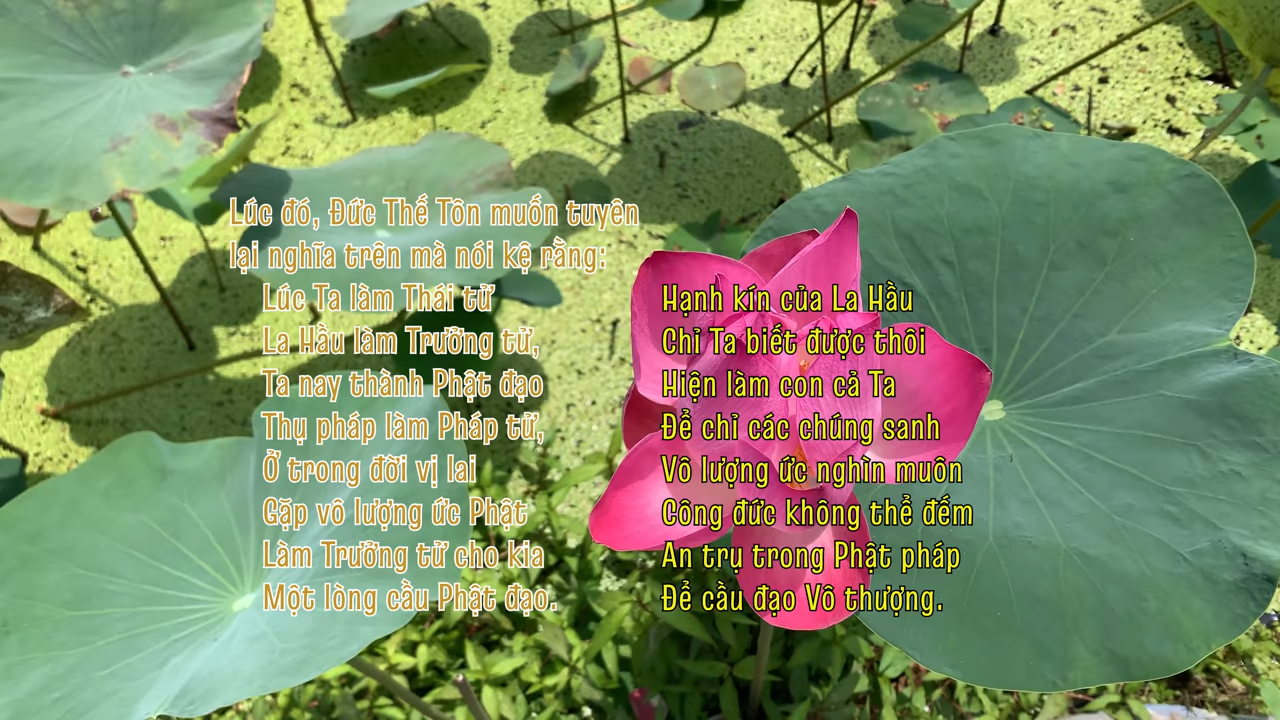 Lúc đó, Đức Thế Tôn muốn tuyên
lại nghĩa trên mà nói kệ rằng:
Lúc Ta làm Thái tử
La Hầu làm Trưởng tử,
Ta nay thành Phật đạo
Thụ pháp làm Pháp tử,
Ở trong đời vị lai
Gặp vô lượng ức Phật
Làm Trưởng tử cho kia
Một lòng cầu Phật đạo.
Hạnh kín của La Hầu
Chỉ Ta biết được thôi
Hiện làm con cả Ta
Để chỉ các chúng sanh
Vô lượng ức nghìn muôn
Công đức không thể đếm
An trụ trong Phật pháp
Để cầu đạo Vô thượng.